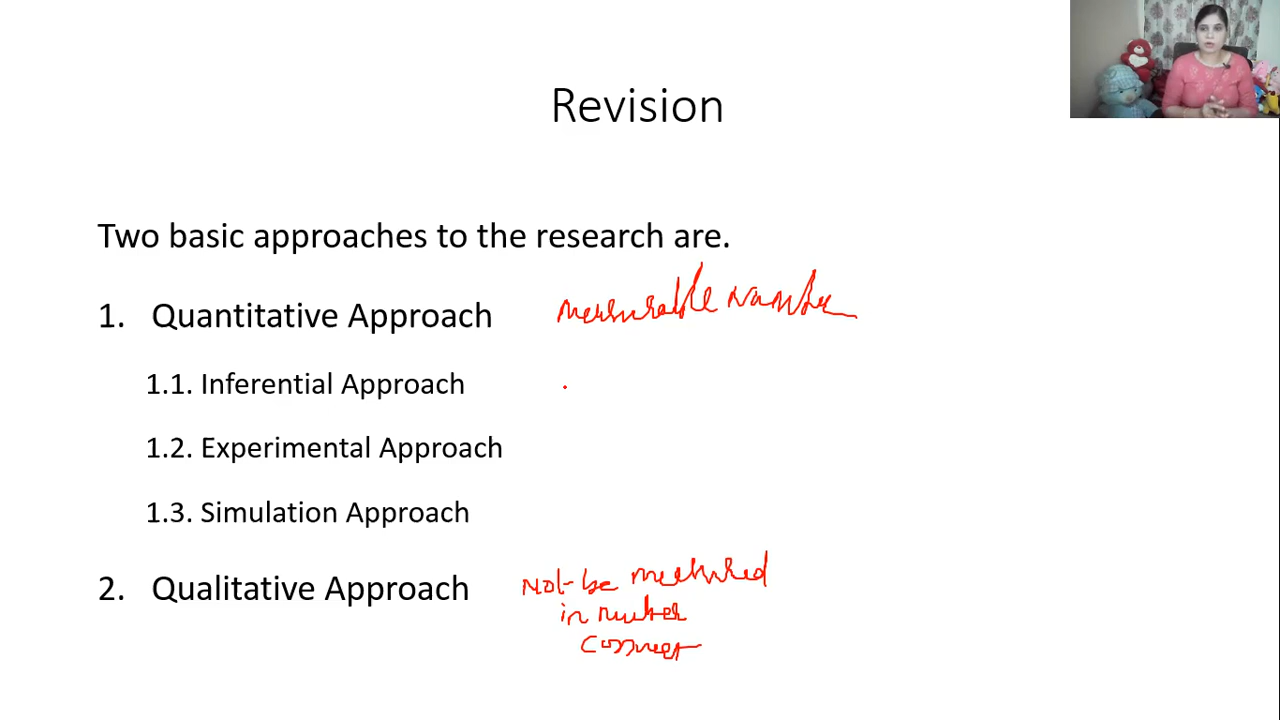 Revision
Two basic approaches to the research are.
1. Quantitative Approach measurable number
1.1. Inferential Approach
1.2. Experimental Approach
1.3. Simulation Approach
2. Qualitative Approach Not be measured
in number